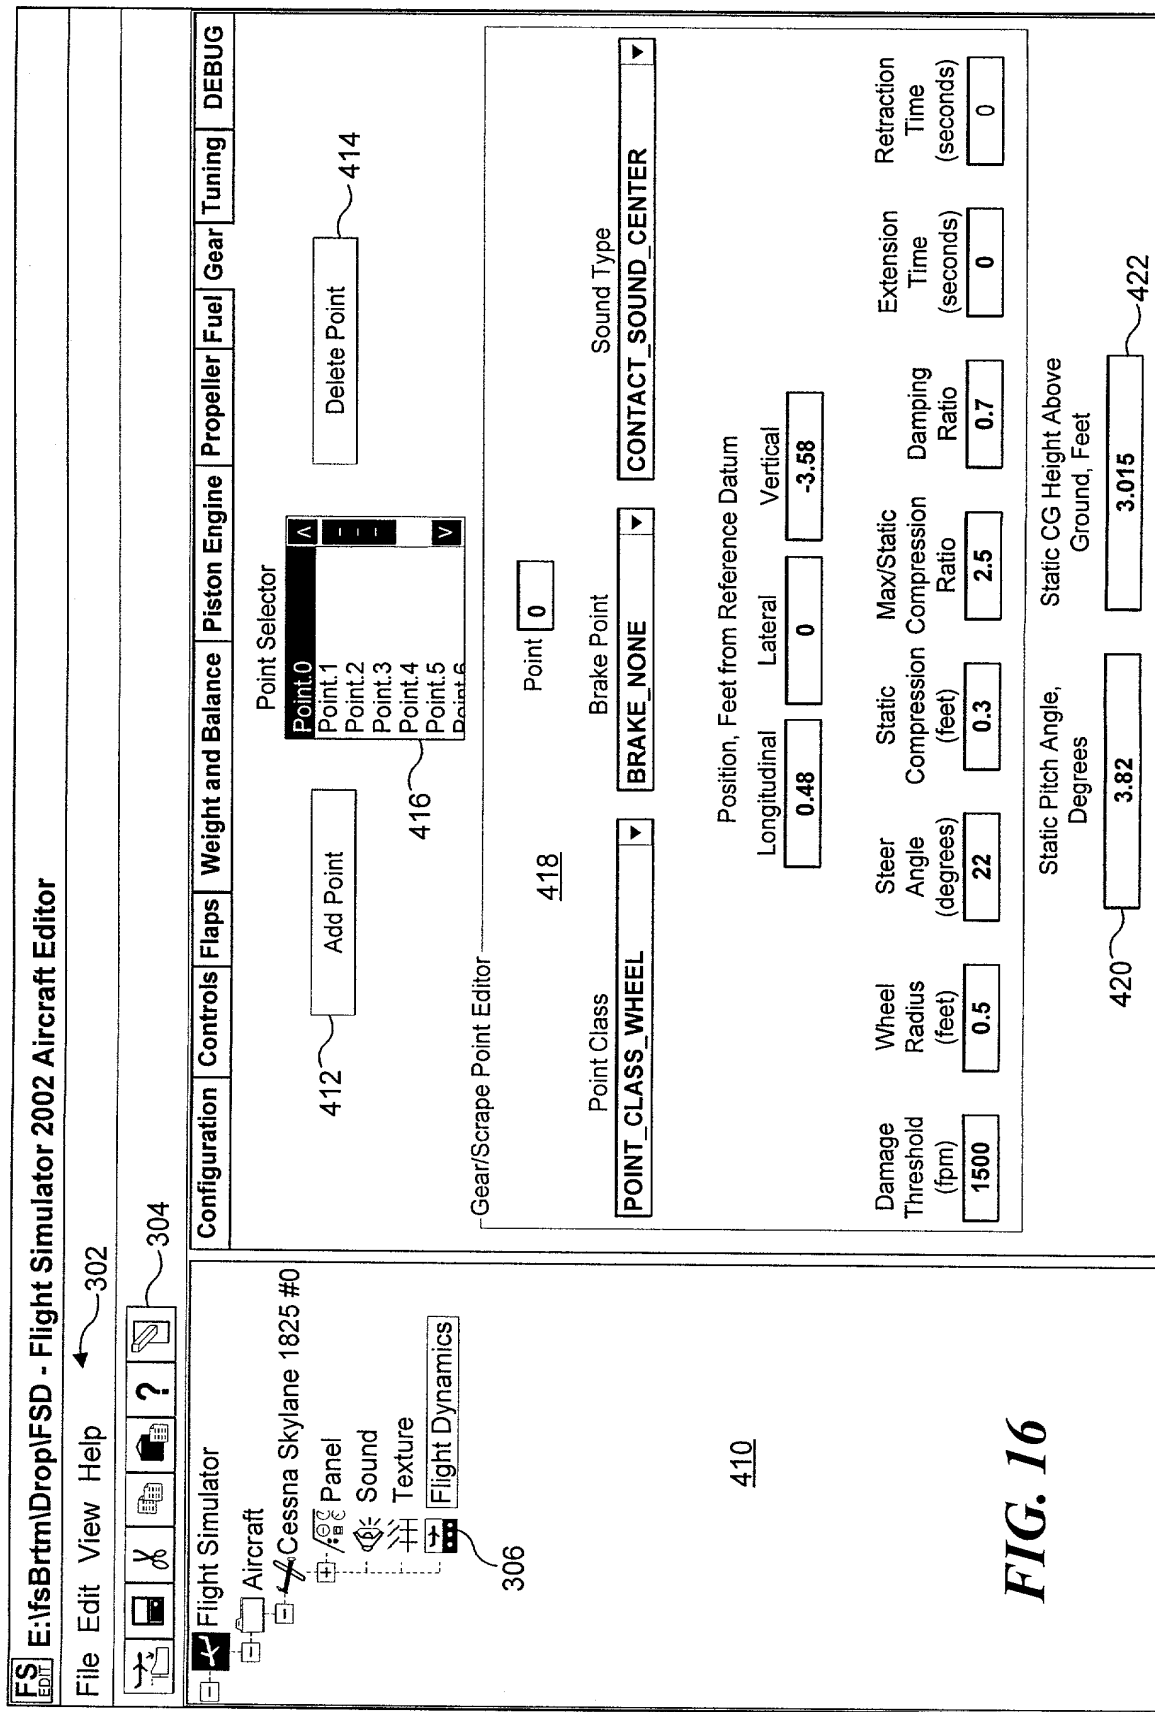 FS EDIT E:\fsBrtm\Drop\FSD - Flight Simulator 2002 Aircraft Editor
File Edit View Help
302
?
304
Flight Simulator
Aircraft
Cessna Skylane 1825 #0
Panel
Sound
Texture
Flight Dynamics
306
410
Configuration Controls Flaps Weight and Balance Piston Engine Propeller Fuel Gear Tuning DEBUG
Point Selector
412
Add Point
Point.0
Point.1
Point.2
Point.3
Point.4
Point.5
Point.6
416
Delete Point
414
Gear/Scrape Point Editor
418
Point 0
Point Class
POINT_CLASS_WHEEL
Brake Point
BRAKE_NONE
Sound Type
CONTACT_SOUND_CENTER
Position, Feet from Reference Datum
Longitudinal Lateral Vertical
0.48 0 -3.58
Damage Threshold (fpm)
1500
Wheel Radius (feet)
0.5
Steer Angle (degrees)
22
Static Compression (feet)
0.3
Max/Static Compression Ratio
2.5
Damping Ratio
0.7
Extension Time (seconds)
0
Retraction Time (seconds)
0
Static Pitch Angle, Degrees
3.82
420
Static CG Height Above Ground, Feet
3.015
422
FIG. 16